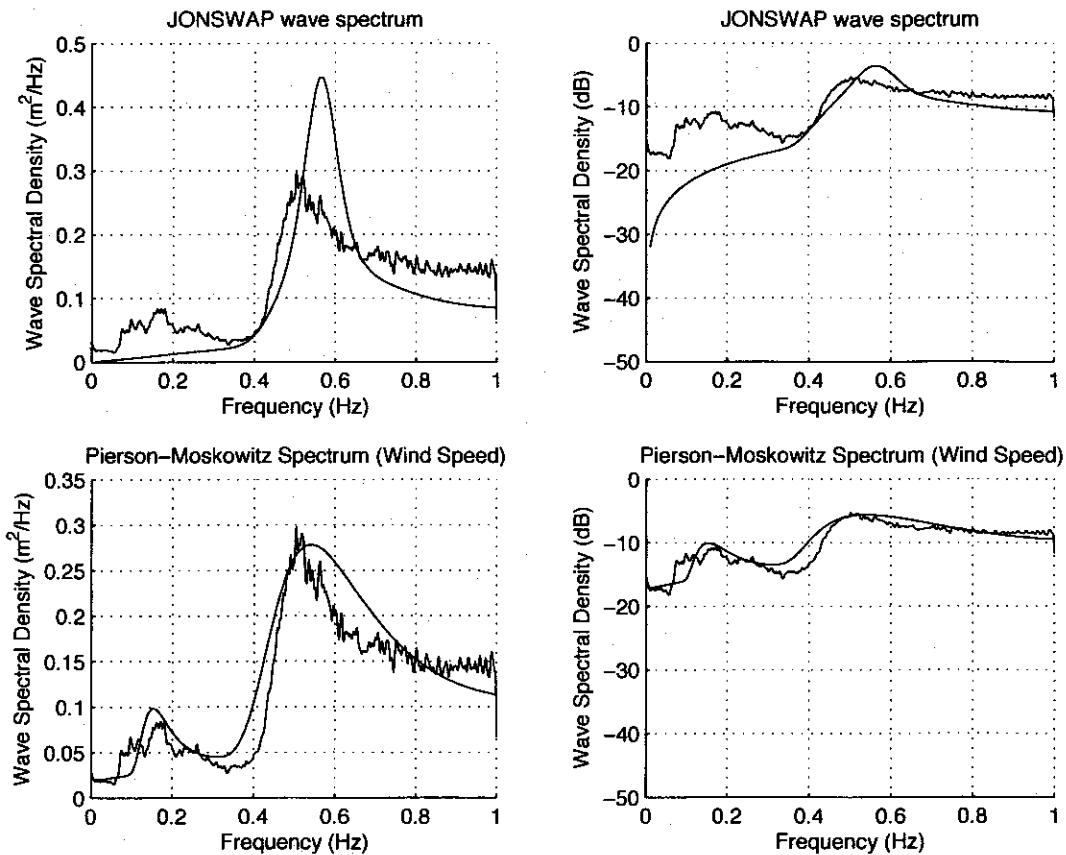 JONSWAP wave spectrum
Wave Spectral Density (m²/Hz)
0.5
0.4
0.3
0.2
0.1
0
0 0.2 0.4 0.6 0.8 1
Frequency (Hz)
JONSWAP wave spectrum
Wave Spectral Density (dB)
0
−10
−20
−30
−40
−50
0 0.2 0.4 0.6 0.8 1
Frequency (Hz)
Pierson−Moskowitz Spectrum (Wind Speed)
Wave Spectral Density (m²/Hz)
0.35
0.3
0.25
0.2
0.15
0.1
0.05
0
0 0.2 0.4 0.6 0.8 1
Frequency (Hz)
Pierson−Moskowitz Spectrum (Wind Speed)
Wave Spectral Density (dB)
0
−10
−20
−30
−40
−50
0 0.2 0.4 0.6 0.8 1
Frequency (Hz)